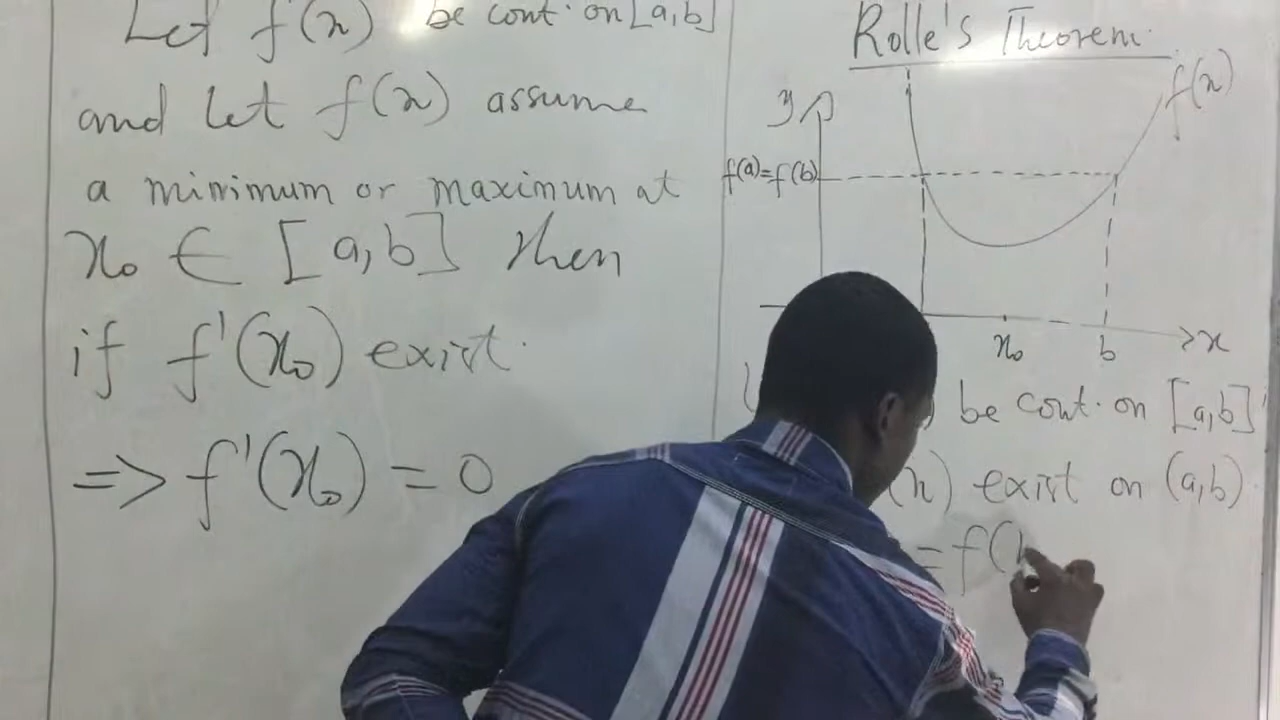 Let f(x) be cont. on [a,b]
and let f(x) assume
a minimum or maximum at
x₀ ∈ [a,b] then
if f'(x₀) exist.
=> f'(x₀) = 0
Rolle's Theorem.
y
f(x)
f(a)=f(b)
x₀ b x
be cont. on [a,b]
(x) exist on (a,b)
= f(